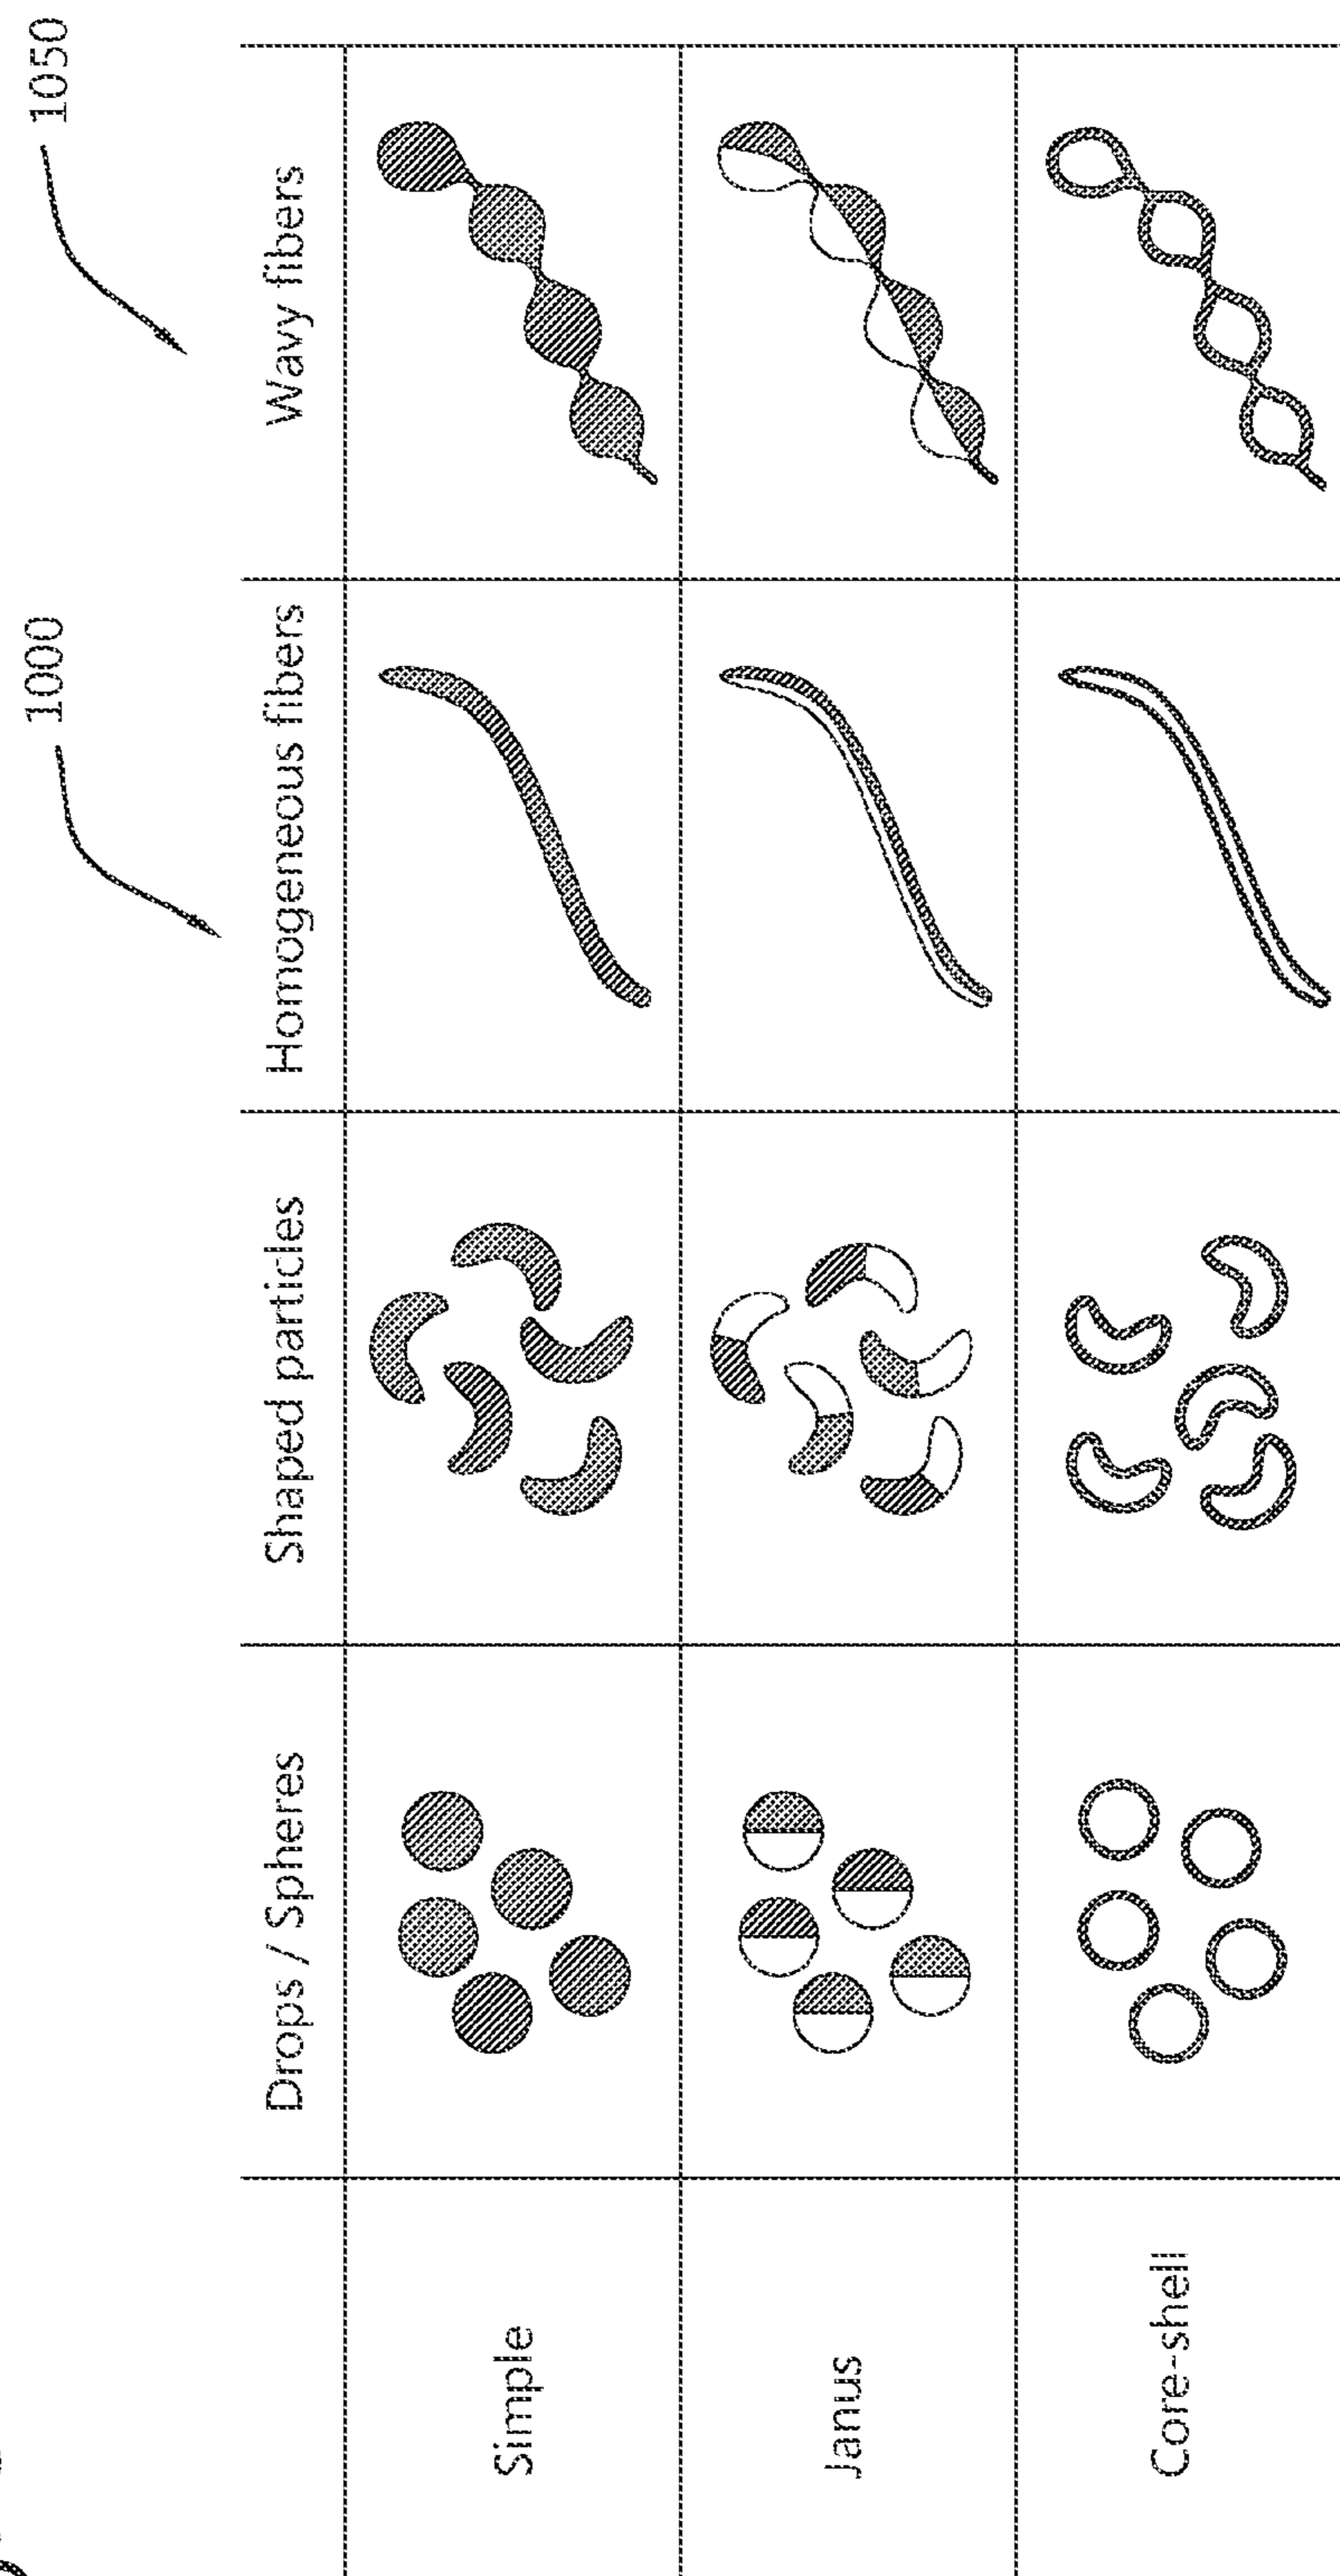 1000
1050
Drops / Spheres
Shaped particles
Homogeneous fibers
Wavy fibers
Simple
Janus
Core-shell